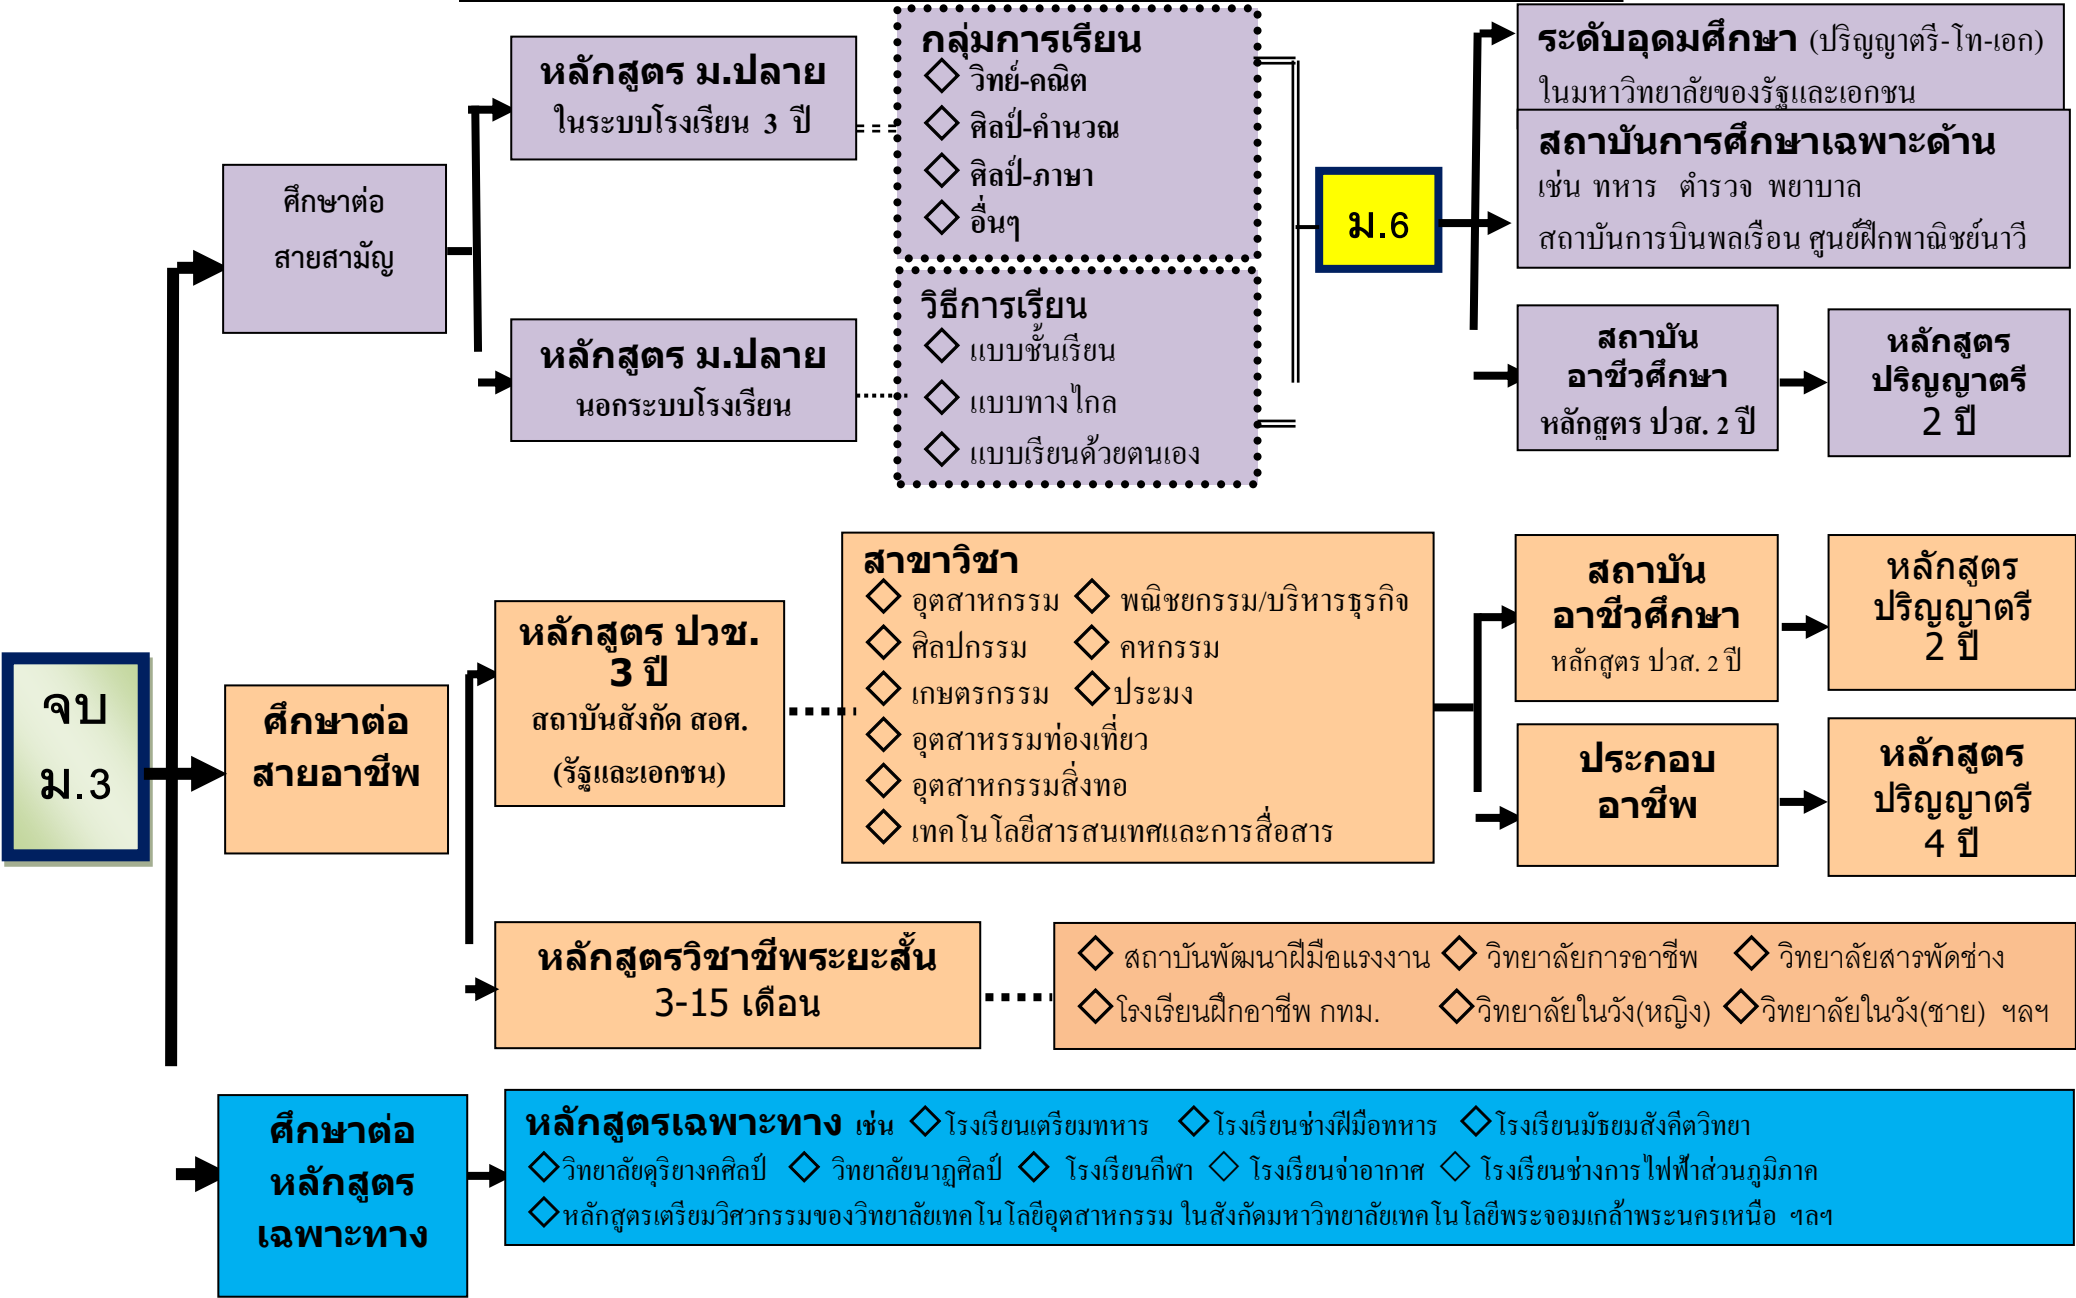 จบ
ม.3
ศึกษาต่อ
สายสามัญ
หลักสูตร ม.ปลาย
ในระบบโรงเรียน 3 ปี
หลักสูตร ม.ปลาย
นอกระบบโรงเรียน
กลุ่มการเรียน
วิทย์-คณิต
ศิลป์-คำนวณ
ศิลป์-ภาษา
อื่นๆ
วิธีการเรียน
แบบชั้นเรียน
แบบทางไกล
แบบเรียนด้วยตนเอง
ม.6
ระดับอุดมศึกษา (ปริญญาตรี-โท-เอก)
ในมหาวิทยาลัยของรัฐและเอกชน
สถาบันการศึกษาเฉพาะด้าน
เช่น ทหาร ตำรวจ พยาบาล
สถาบันการบินพลเรือน ศูนย์ฝึกพาณิชย์นาวี
สถาบัน
อาชีวศึกษา
หลักสูตร ปวส. 2 ปี
หลักสูตร
ปริญญาตรี
2 ปี
ศึกษาต่อ
สายอาชีพ
หลักสูตร ปวช.
3 ปี
สถาบันสังกัด สอศ.
(รัฐและเอกชน)
สาขาวิชา
อุตสาหกรรม พณิชยกรรม/บริหารธุรกิจ
ศิลปกรรม คหกรรม
เกษตรกรรม ประมง
อุตสาหรรมท่องเที่ยว
อุตสาหกรรมสิ่งทอ
เทคโนโลยีสารสนเทศและการสื่อสาร
สถาบัน
อาชีวศึกษา
หลักสูตร ปวส. 2 ปี
หลักสูตร
ปริญญาตรี
2 ปี
ประกอบ
อาชีพ
หลักสูตร
ปริญญาตรี
4 ปี
หลักสูตรวิชาชีพระยะสั้น
3-15 เดือน
สถาบันพัฒนาฝีมือแรงงาน วิทยาลัยการอาชีพ วิทยาลัยสารพัดช่าง
โรงเรียนฝึกอาชีพ กทม. วิทยาลัยในวัง(หญิง) วิทยาลัยในวัง(ชาย) ฯลฯ
ศึกษาต่อ
หลักสูตร
เฉพาะทาง
หลักสูตรเฉพาะทาง เช่น โรงเรียนเตรียมทหาร โรงเรียนช่างฝีมือทหาร โรงเรียนมัธยมสังคีตวิทยา
วิทยาลัยดุริยางคศิลป์ วิทยาลัยนาฏศิลป์ โรงเรียนกีฬา โรงเรียนจ่าอากาศ โรงเรียนช่างการไฟฟ้าส่วนภูมิภาค
หลักสูตรเตรียมวิศวกรรมของวิทยาลัยเทคโนโลยีอุตสาหกรรม ในสังกัดมหาวิทยาลัยเทคโนโลยีพระจอมเกล้าพระนครเหนือ ฯลฯ